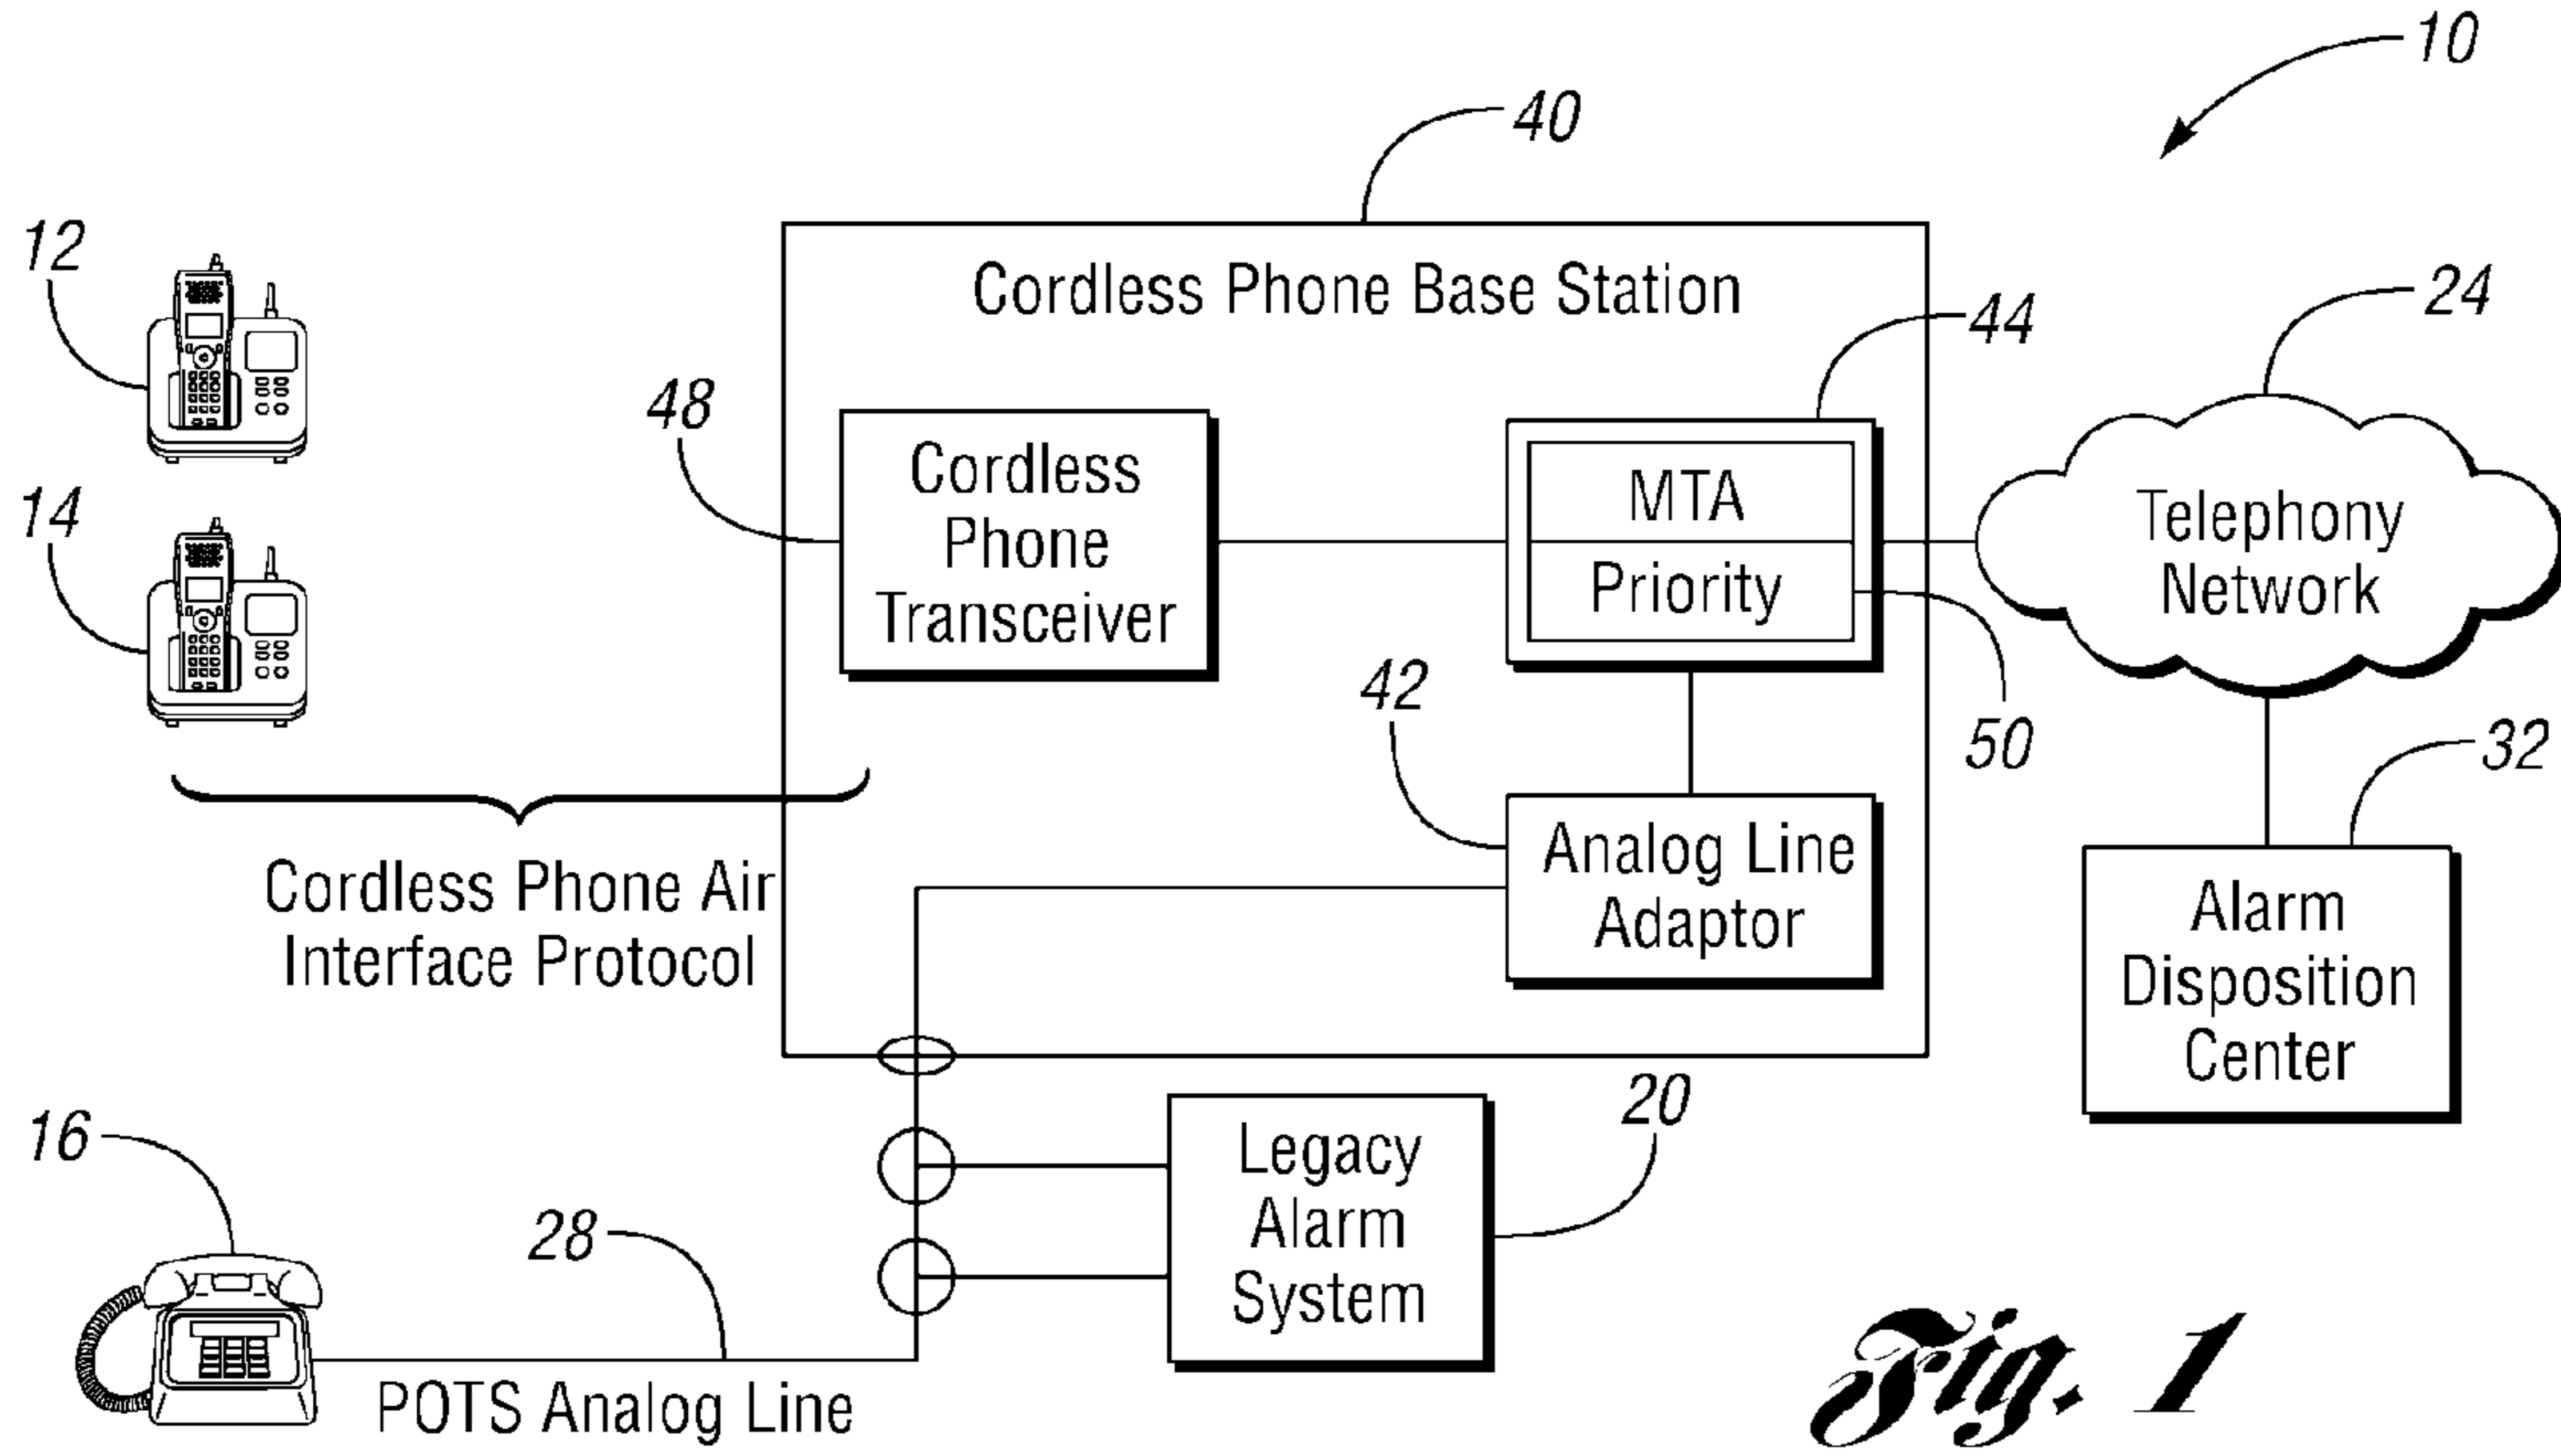 10
40
12
Cordless Phone Base Station
24
44
48
Cordless
Phone
Transceiver
MTA
Priority
Telephony
Network
14
42
50
32
Analog Line
Adaptor
Cordless Phone Air
Interface Protocol
Alarm
Disposition
Center
20
16
Legacy
Alarm
System
28
POTS Analog Line
Fig. 1